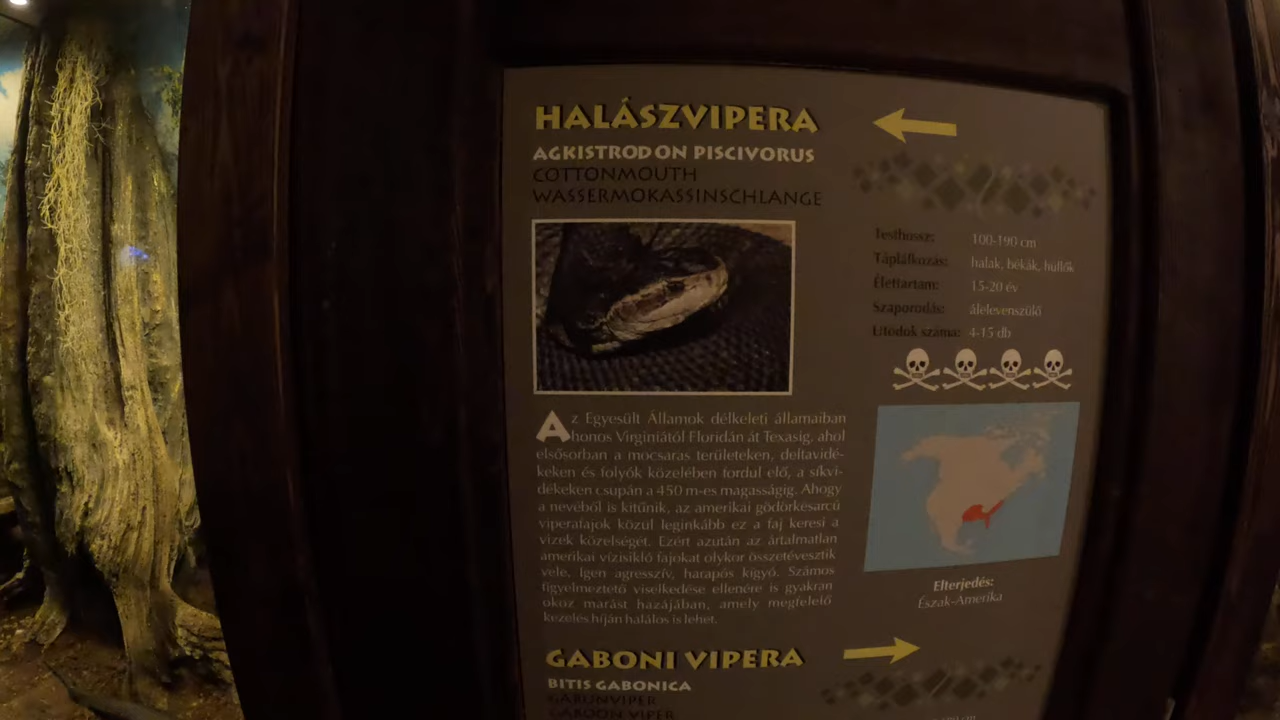 HALÁSZVIPERA
AGKISTRODON PISCIVORUS
COTTONMOUTH
WASSERMOKASSINSCHLANGE
Testhossz: 100-190 cm
Táplálkozás: halak, békák, hüllők
Élettartam: 15-20 év
Szaporodás: álelevenszülő
Utódok száma: 4-15 db
Az Egyesült Államok délkeleti államaiban
honos Virginiától Floridán át Texasig, ahol
elsősorban a mocsaras területeken, deltavidé-
keken és folyók közelében fordul elő, a síkvi-
dékeken csupán a 450 m-es magasságig. Ahogy
a nevéből is kitűnik, az amerikai gödörkésarcú
viperafajok közül leginkább ez a faj keresi a
vizek közelségét. Ezért azután az ártalmatlan
amerikai vízisikló fajokat olykor összetévesztik
vele. Igen agresszív, harapós kígyó. Számos
figyelmeztető viselkedése ellenére is gyakran
okoz marást hazájában, amely megfelelő
kezelés híján halálos is lehet.
Elterjedés:
Észak-Amerika
GABONI VIPERA
BITIS GABONICA
GABUNVIPER
GABOON VIPER